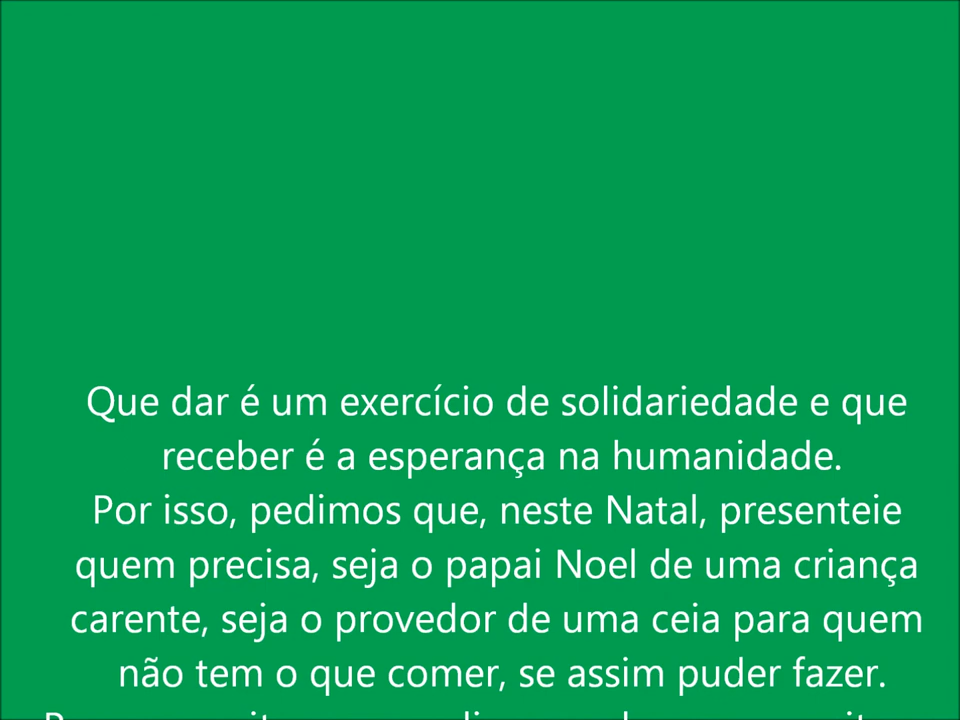 Que dar é um exercício de solidariedade e que
receber é a esperança na humanidade.
Por isso, pedimos que, neste Natal, presenteie
quem precisa, seja o papai Noel de uma criança
carente, seja o provedor de uma ceia para quem
não tem o que comer, se assim puder fazer.